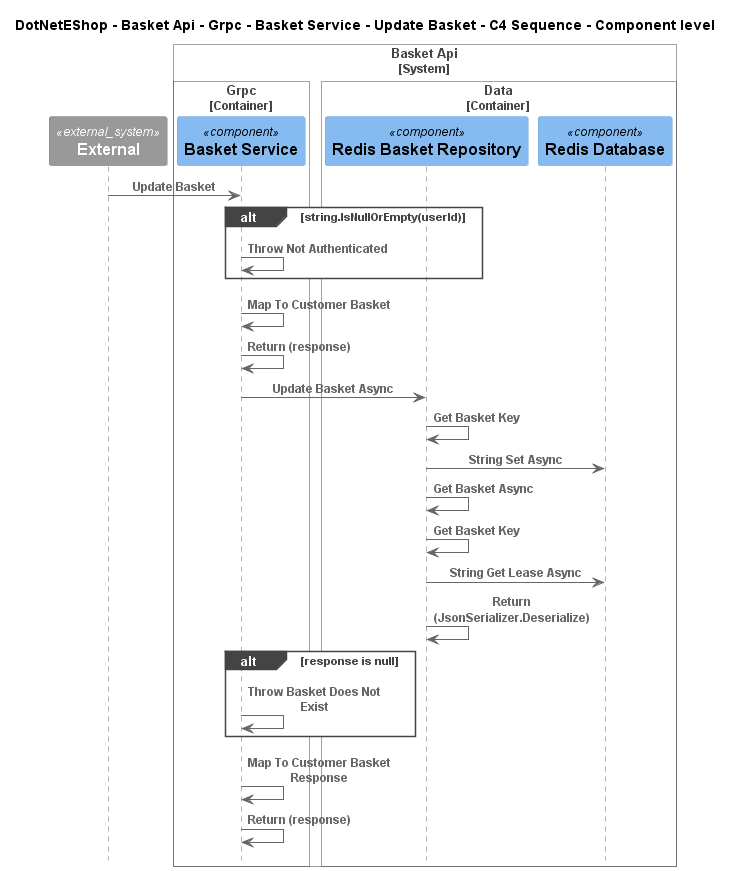 DotNetEShop - Basket Api - Grpc - Basket Service - Update Basket - C4 Sequence - Component level
Basket Api
[System]
Grpc
[Container]
Data
[Container]
«external_system»
External
«component»
Basket Service
«component»
Redis Basket Repository
«component»
Redis Database
Update Basket
alt
[string.IsNullOrEmpty(userId)]
Throw Not Authenticated
Map To Customer Basket
Return (response)
Update Basket Async
Get Basket Key
String Set Async
Get Basket Async
Get Basket Key
String Get Lease Async
Return
(JsonSerializer.Deserialize)
alt
[response is null]
Throw Basket Does Not
Exist
Map To Customer Basket
Response
Return (response)